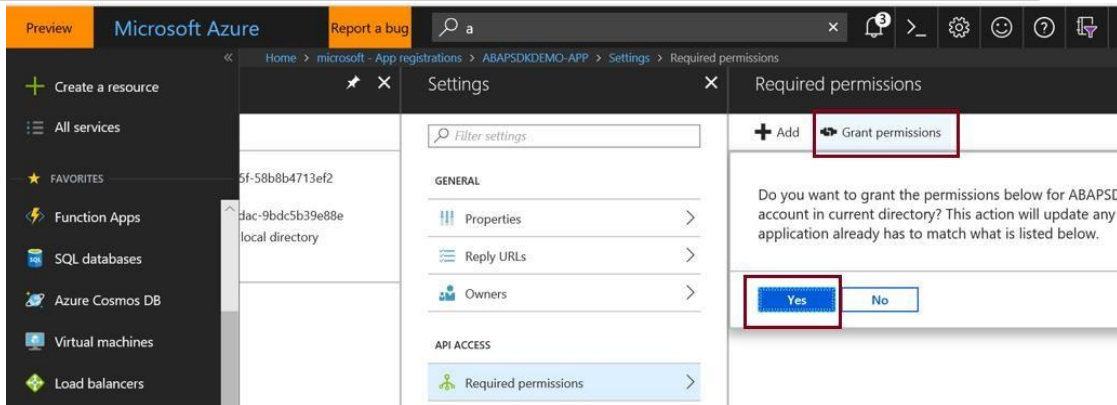 Preview
Microsoft Azure
Report a bug
a
3
Home > microsoft - App registrations > ABAPSDKDEMO-APP > Settings > Required permissions
Create a resource
All services
FAVORITES
Function Apps
SQL databases
Azure Cosmos DB
Virtual machines
Load balancers
5f-58b8b4713ef2
dac-9bdc5b39e88e
local directory
Settings
Filter settings
GENERAL
Properties
Reply URLs
Owners
API ACCESS
Required permissions
Required permissions
Add
Grant permissions
Do you want to grant the permissions below for ABAPSD
account in current directory? This action will update any
application already has to match what is listed below.
Yes
No